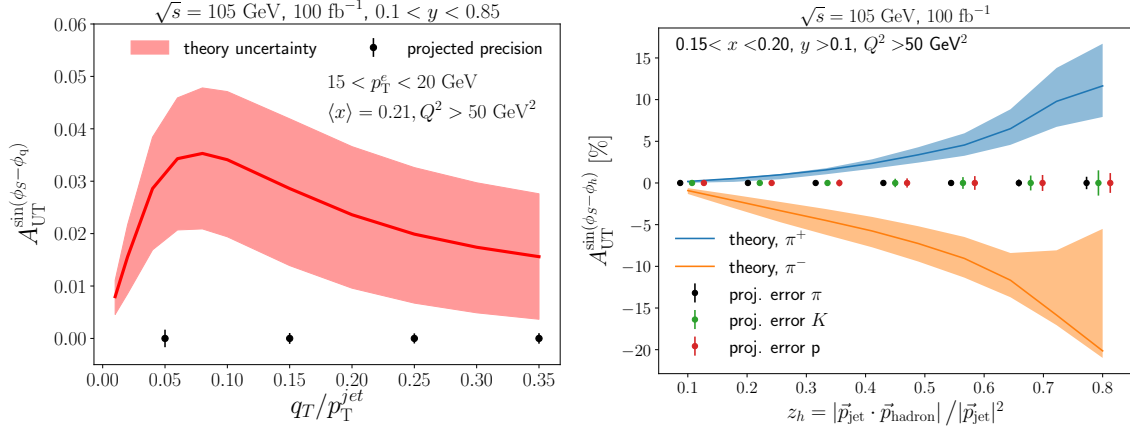 √s = 105 GeV, 100 fb⁻¹, 0.1 < y < 0.85
theory uncertainty
projected precision
15 < p_T^e < 20 GeV
⟨x⟩ = 0.21, Q² > 50 GeV²
A_UT^sin(φ_S−φ_q)
0.06
0.05
0.04
0.03
0.02
0.01
0.00
0.00 0.05 0.10 0.15 0.20 0.25 0.30 0.35
q_T/p_T^jet
√s = 105 GeV, 100 fb⁻¹
0.15< x <0.20, y >0.1, Q² >50 GeV²
A_UT^sin(φ_S−φ_h) [%]
15
10
5
0
−5
−10
−15
−20
theory, π⁺
theory, π⁻
proj. error π
proj. error K
proj. error p
0.1 0.2 0.3 0.4 0.5 0.6 0.7 0.8
z_h = |p⃗_jet · p⃗_hadron| / |p⃗_jet|²